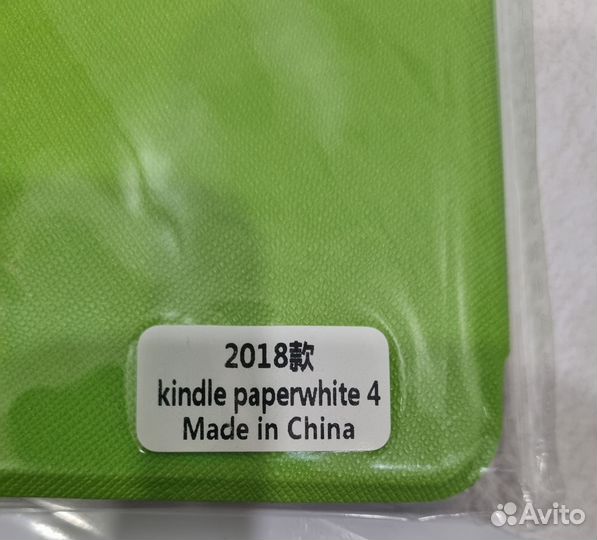 2018款
kindle paperwhite 4
Made in China
Avito